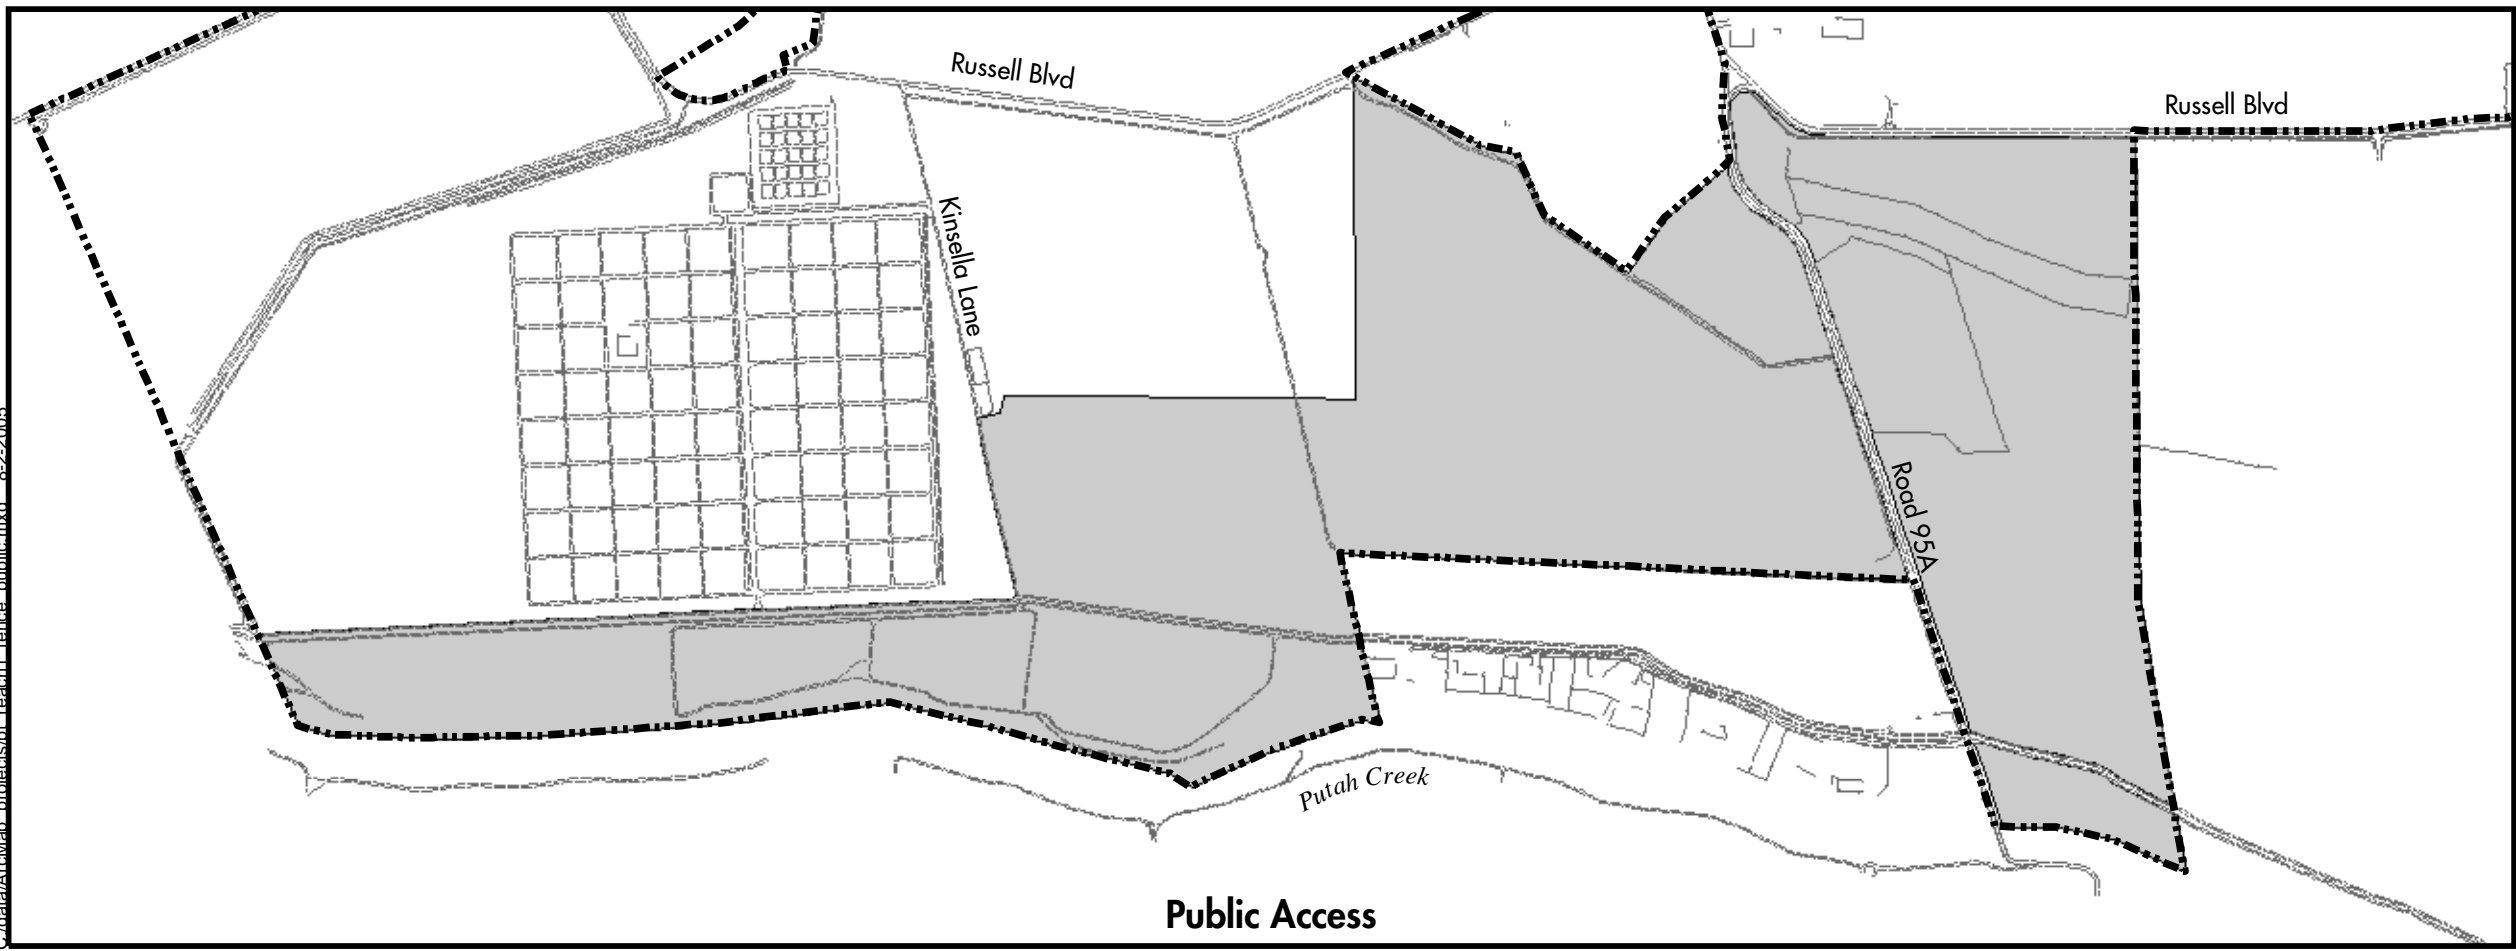 Russell Blvd
Russell Blvd
Kinsella Lane
Road 95A
Putah Creek
Public Access